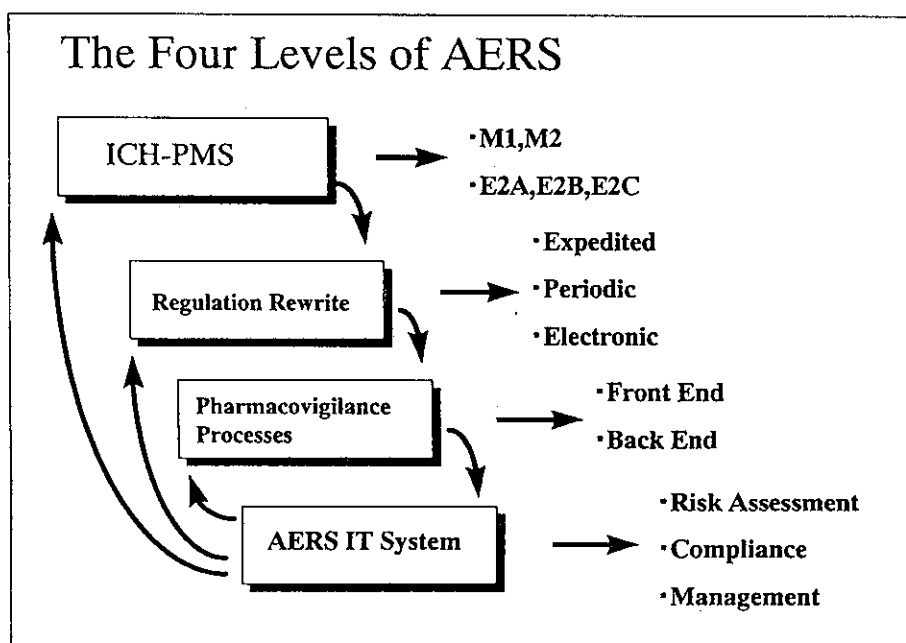 The Four Levels of AERS
ICH-PMS
·M1,M2
·E2A,E2B,E2C
Regulation Rewrite
·Expedited
·Periodic
·Electronic
Pharmacovigilance
Processes
·Front End
·Back End
AERS IT System
·Risk Assessment
·Compliance
·Management